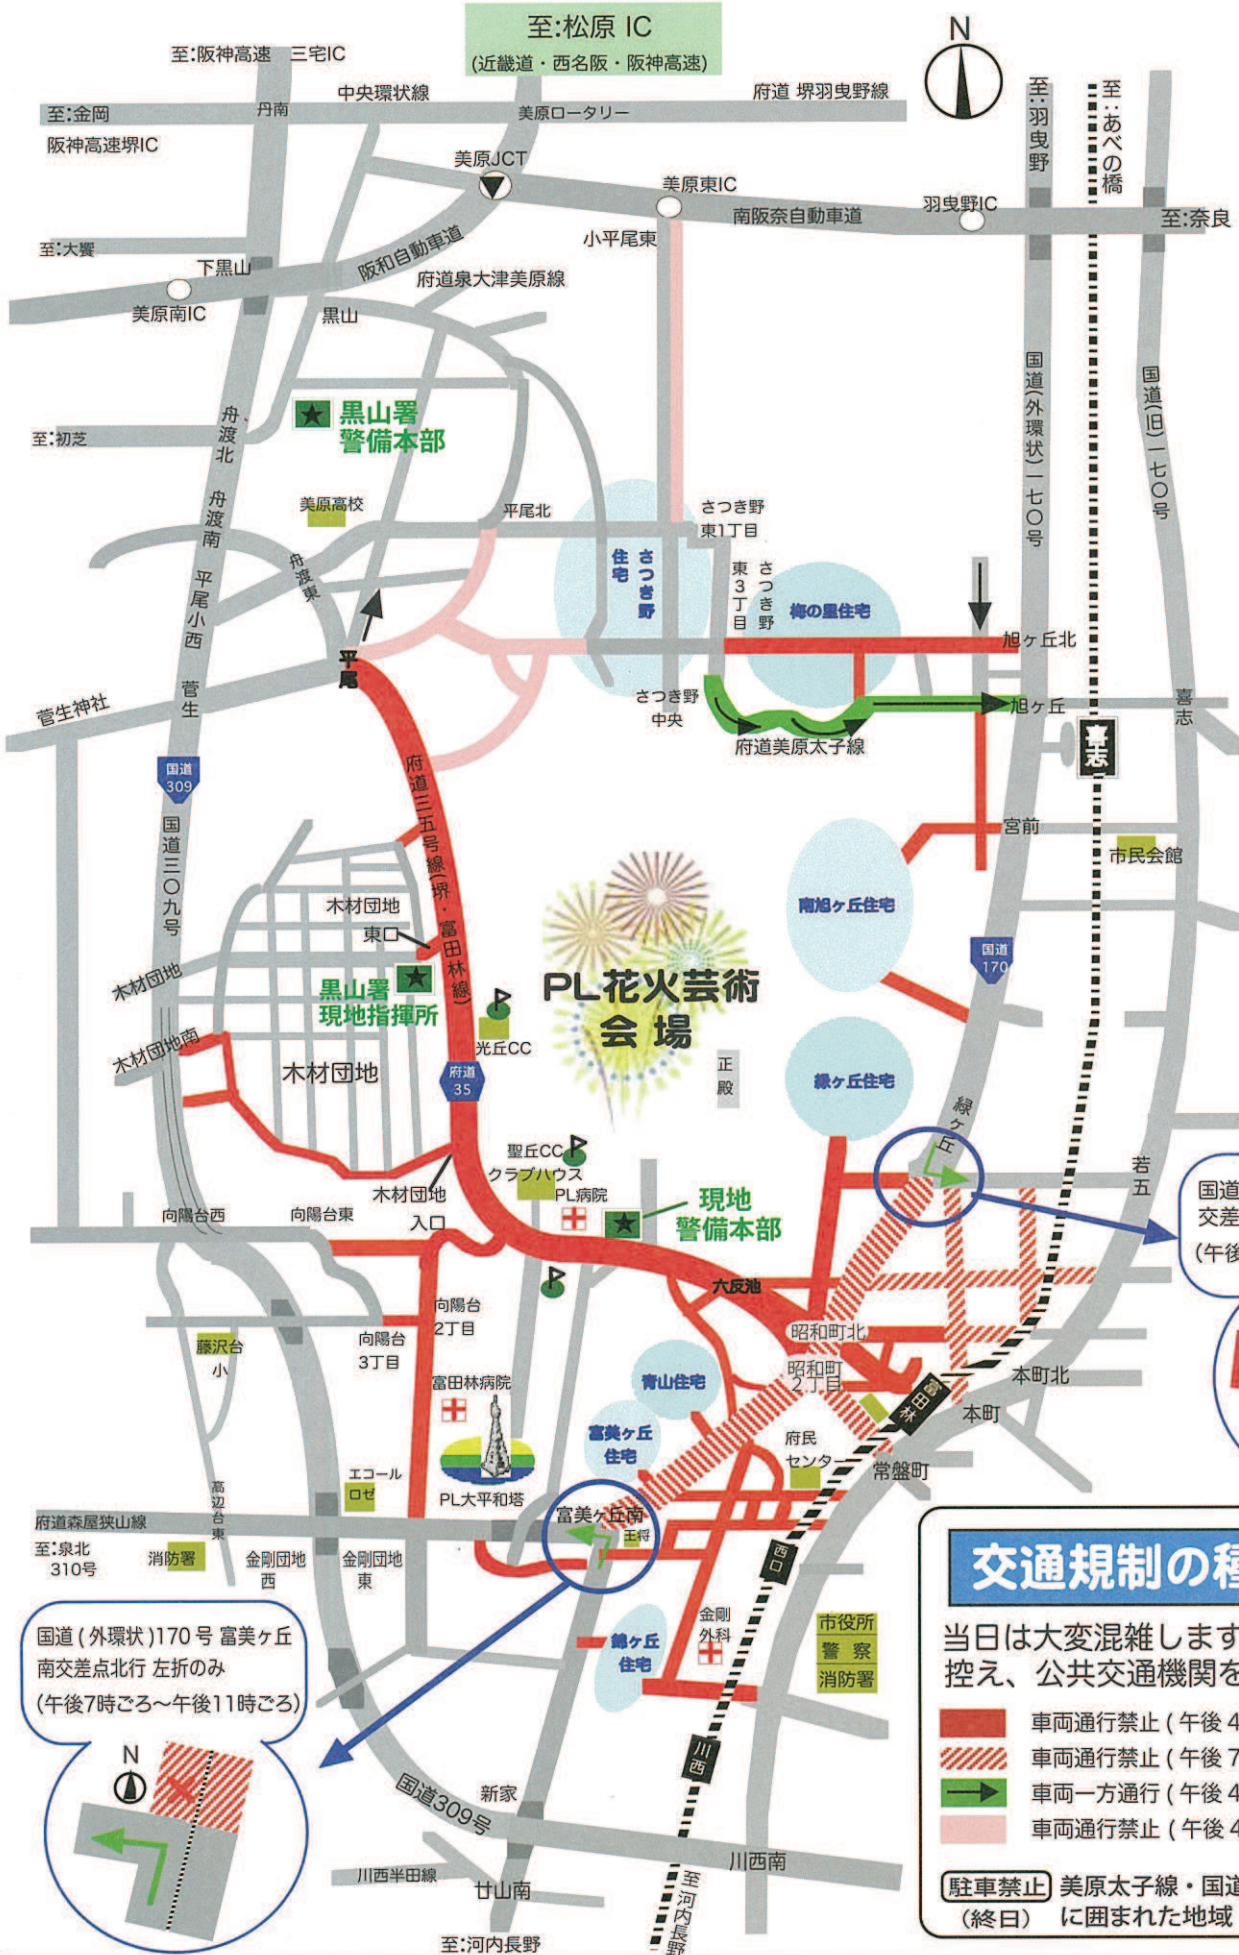 至:松原 IC
(近畿道・西名阪・阪神高速)
N
至:阪神高速 三宅IC
中央環状線
府道 堺羽曳野線
至:金岡
丹南
美原ロータリー
阪神高速堺IC
至:羽曳野
至:あべの橋
美原JCT
美原東IC
羽曳野IC
南阪奈自動車道
至:奈良
小平尾東
至:大饗
下黒山
阪和自動車道
府道泉大津美原線
美原南IC
黒山
国道(外環状)一七〇号
国道(旧)一七〇号
黒山署
警備本部
至:初芝
舟渡北
美原高校
平尾北
さつき野
東1丁目
舟渡南
舟渡東
さつき野
住宅
さつき野
東3丁目
梅の里住宅
平尾小西
旭ヶ丘北
平尾
菅生
菅生神社
さつき野
中央
旭ヶ丘
喜志
府道美原太子線
喜志
国道
309
府道三五号線(堺・富田林線)
国道三〇九号
宮前
市民会館
木材団地
東口
南旭ヶ丘住宅
国道
170
木材団地
黒山署
現地指揮所
PL花火芸術
会場
光丘CC
木材団地南
木材団地
府道
35
正殿
緑ヶ丘住宅
緑ヶ丘
聖丘CC
クラブハウス
PL病院
若五
木材団地
入口
現地
警備本部
向陽台西
向陽台東
国道
交差
(午後
六反池
向陽台
2丁目
昭和町北
藤沢台
小
向陽台
3丁目
昭和町
2丁目
富田林病院
青山住宅
本町北
富田林
本町
富美ヶ丘
住宅
府民
センター
常盤町
エコール
ロゼ
PL大平和塔
高辺台東
府道森屋狭山線
富美ヶ丘南
王将
至:泉北
310号
消防署
金剛団地
西
金剛団地
東
西口
国道(外環状)170号 富美ヶ丘
南交差点北行 左折のみ
(午後7時ごろ〜午後11時ごろ)
N
錦ヶ丘
住宅
金剛
外科
市役所
警察
消防署
川西
国道309号
新家
川西南
川西半田線
廿山南
至:河内長野
至:河内長野
交通規制の種
当日は大変混雑します
控え、公共交通機関を
車両通行禁止 ( 午後 4
車両通行禁止 ( 午後 7
車両一方通行 ( 午後 4
車両通行禁止 ( 午後 4
駐車禁止 美原太子線・国道
(終日) に囲まれた地域